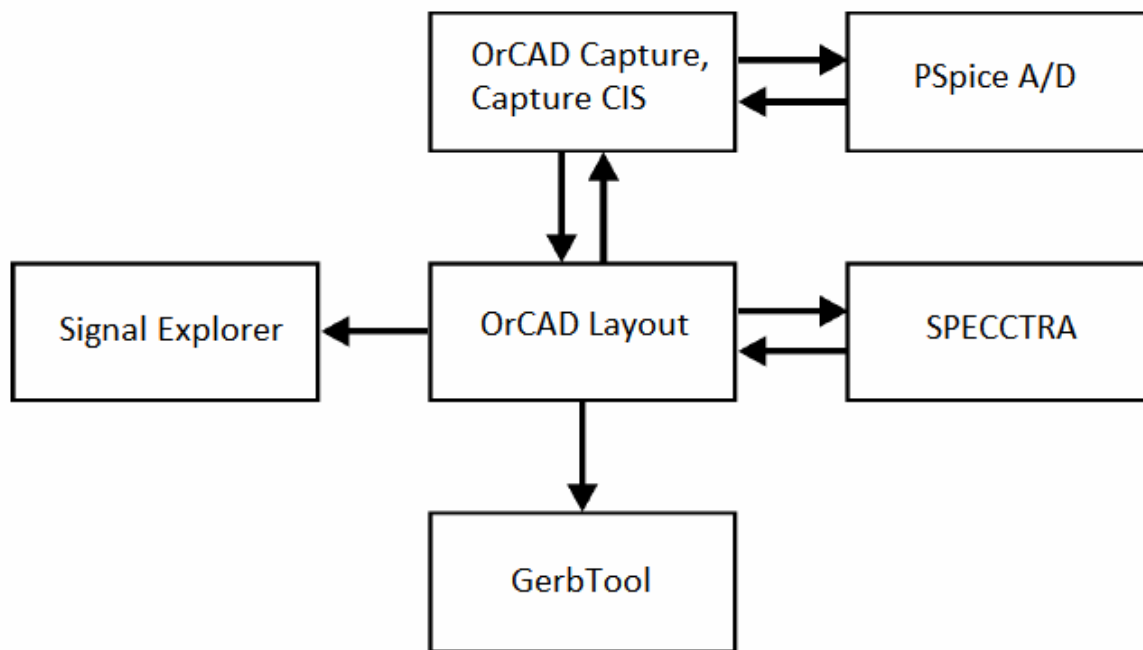 OrCAD Capture,
Capture CIS
PSpice A/D
Signal Explorer
OrCAD Layout
SPECCTRA
GerbTool